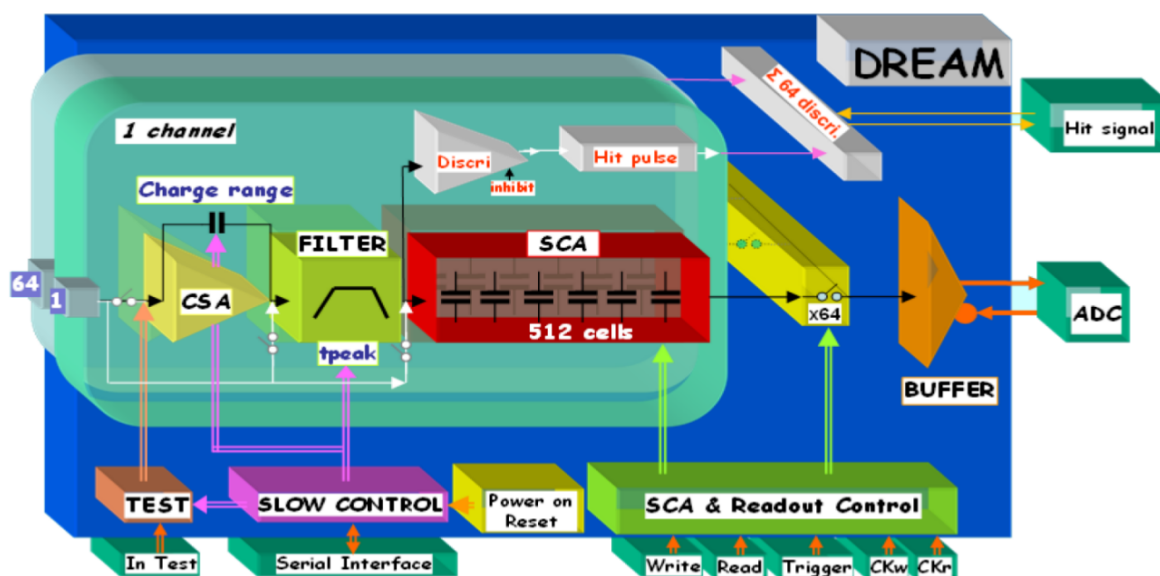 DREAM
Σ 64 discri.
Hit signal
1 channel
Discri
Hit pulse
inhibit
Charge range
FILTER
SCA
64
1
CSA
512 cells
x64
ADC
tpeak
BUFFER
TEST
SLOW CONTROL
Power on
Reset
SCA & Readout Control
In Test
Serial Interface
Write
Read
Trigger
CKw
CKr